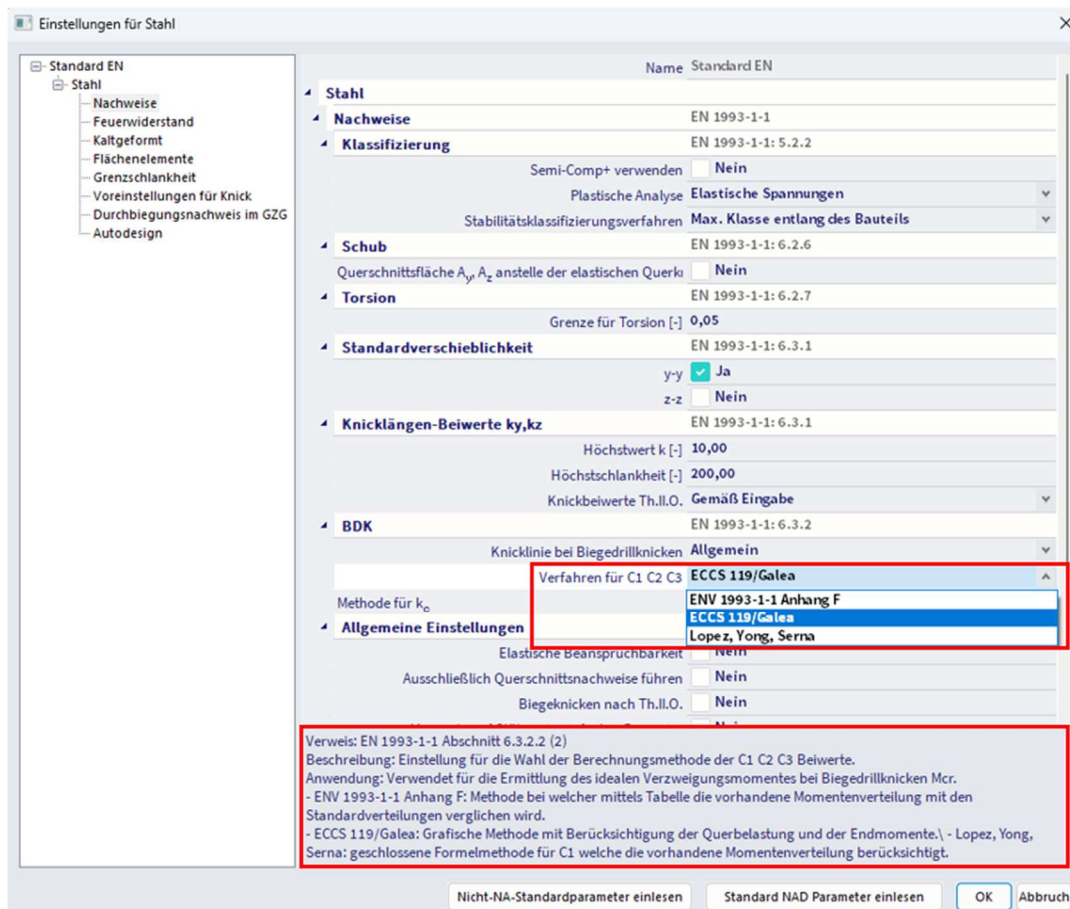 Einstellungen für Stahl
Standard EN
Stahl
Nachweise
Feuerwiderstand
Kaltgeformt
Flächenelemente
Grenzschlankheit
Voreinstellungen für Knick
Durchbiegungsnachweis im GZG
Autodesign
Name Standard EN
Stahl
Nachweise EN 1993-1-1
Klassifizierung EN 1993-1-1: 5.2.2
Semi-Comp+ verwenden Nein
Plastische Analyse Elastische Spannungen
Stabilitätsklassifizierungsverfahren Max. Klasse entlang des Bauteils
Schub EN 1993-1-1: 6.2.6
Querschnittsfläche Ay, Az anstelle der elastischen Querk Nein
Torsion EN 1993-1-1: 6.2.7
Grenze für Torsion [-] 0,05
Standardverschieblichkeit EN 1993-1-1: 6.3.1
y-y Ja
z-z Nein
Knicklängen-Beiwerte ky,kz EN 1993-1-1: 6.3.1
Höchstwert k [-] 10,00
Höchstschlankheit [-] 200,00
Knickbeiwerte Th.II.O. Gemäß Eingabe
BDK EN 1993-1-1: 6.3.2
Knicklinie bei Biegedrillknicken Allgemein
Verfahren für C1 C2 C3 ECCS 119/Galea
ENV 1993-1-1 Anhang F
Methode für kc
ECCS 119/Galea
Allgemeine Einstellungen
Lopez, Yong, Serna
Elastische Beanspruchbarkeit Nein
Ausschließlich Querschnittsnachweise führen Nein
Biegeknicken nach Th.II.O. Nein
Verweis: EN 1993-1-1 Abschnitt 6.3.2.2 (2)
Beschreibung: Einstellung für die Wahl der Berechnungsmethode der C1 C2 C3 Beiwerte.
Anwendung: Verwendet für die Ermittlung des idealen Verzweigungsmomentes bei Biegedrillknicken Mcr.
- ENV 1993-1-1 Anhang F: Methode bei welcher mittels Tabelle die vorhandene Momentenverteilung mit den
Standardverteilungen verglichen wird.
- ECCS 119/Galea: Grafische Methode mit Berücksichtigung der Querbelastung und der Endmomente.\ - Lopez, Yong,
Serna: geschlossene Formelmethode für C1 welche die vorhandene Momentenverteilung berücksichtigt.
Nicht-NA-Standardparameter einlesen Standard NAD Parameter einlesen OK Abbruch